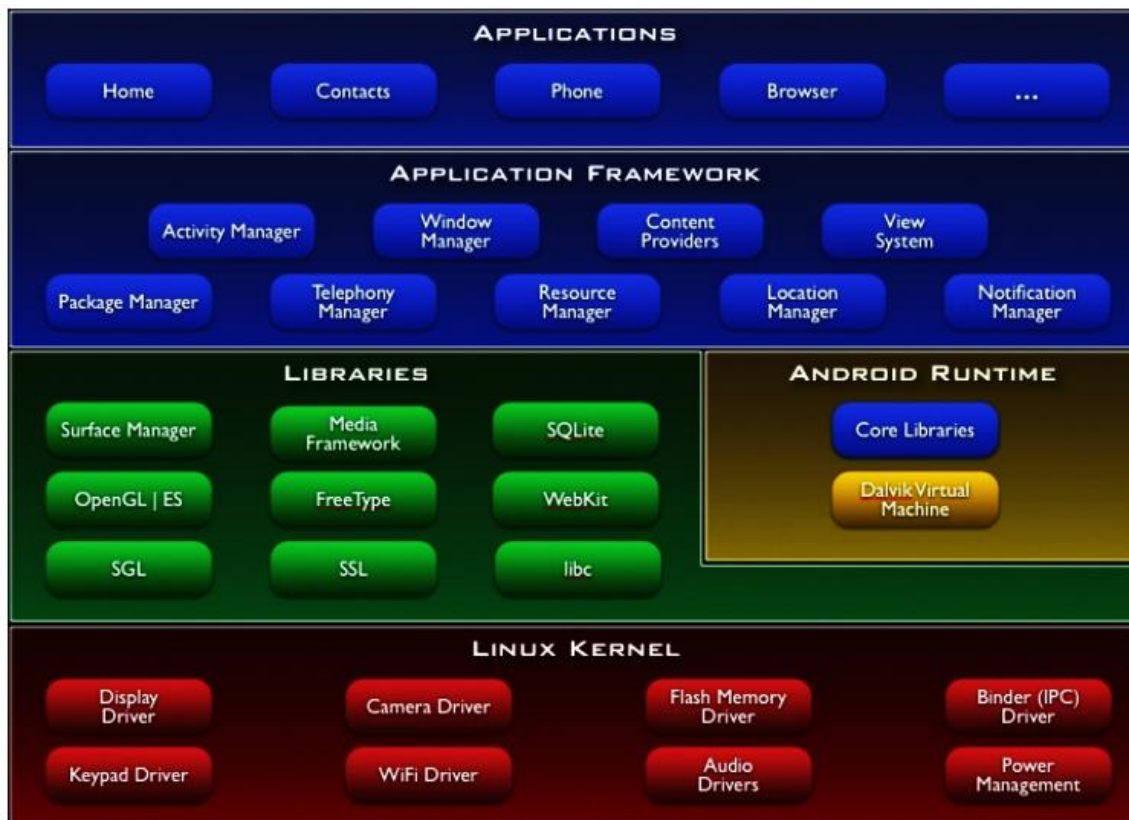 APPLICATIONS
Home
Contacts
Phone
Browser
...
APPLICATION FRAMEWORK
Activity Manager
Window
Manager
Content
Providers
View
System
Package Manager
Telephony
Manager
Resource
Manager
Location
Manager
Notification
Manager
LIBRARIES
Surface Manager
Media
Framework
SQLite
OpenGL | ES
FreeType
WebKit
SGL
SSL
libc
ANDROID RUNTIME
Core Libraries
Dalvik Virtual
Machine
LINUX KERNEL
Display
Driver
Camera Driver
Flash Memory
Driver
Binder (IPC)
Driver
Keypad Driver
WiFi Driver
Audio
Drivers
Power
Management